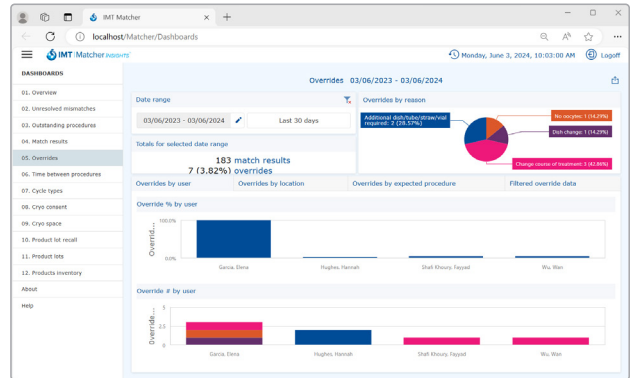 IMT Matcher
localhost/Matcher/Dashboards
IMT Matcher INSIGHTS
Monday, June 3, 2024, 10:03:00 AM
Logoff
DASHBOARDS
01. Overview
02. Unresolved mismatches
03. Outstanding procedures
04. Match results
05. Overrides
06. Time between procedures
07. Cycle types
08. Cryo consent
09. Cryo space
10. Product lot recall
11. Product lots
12. Products inventory
About
Help
Overrides 03/06/2023 - 03/06/2024
Date range
03/06/2023 - 03/06/2024
Last 30 days
Totals for selected date range
183 match results
7 (3.82%) overrides
Overrides by reason
Additional dish/tube/straw/vial
required: 2 (28.57%)
No oocytes: 1 (14.29%)
Dish change: 1 (14.29%)
Change course of treatment: 3 (42.86%)
Overrides by user
Overrides by location
Overrides by expected procedure
Filtered override data
Override % by user
Overrid...
100.0%
0.0%
Garcia, Elena
Hughes, Hannah
Shafi Khoury, Fayyad
Wu, Wan
Override # by user
Override...
5
2.5
0
Garcia, Elena
Hughes, Hannah
Shafi Khoury, Fayyad
Wu, Wan